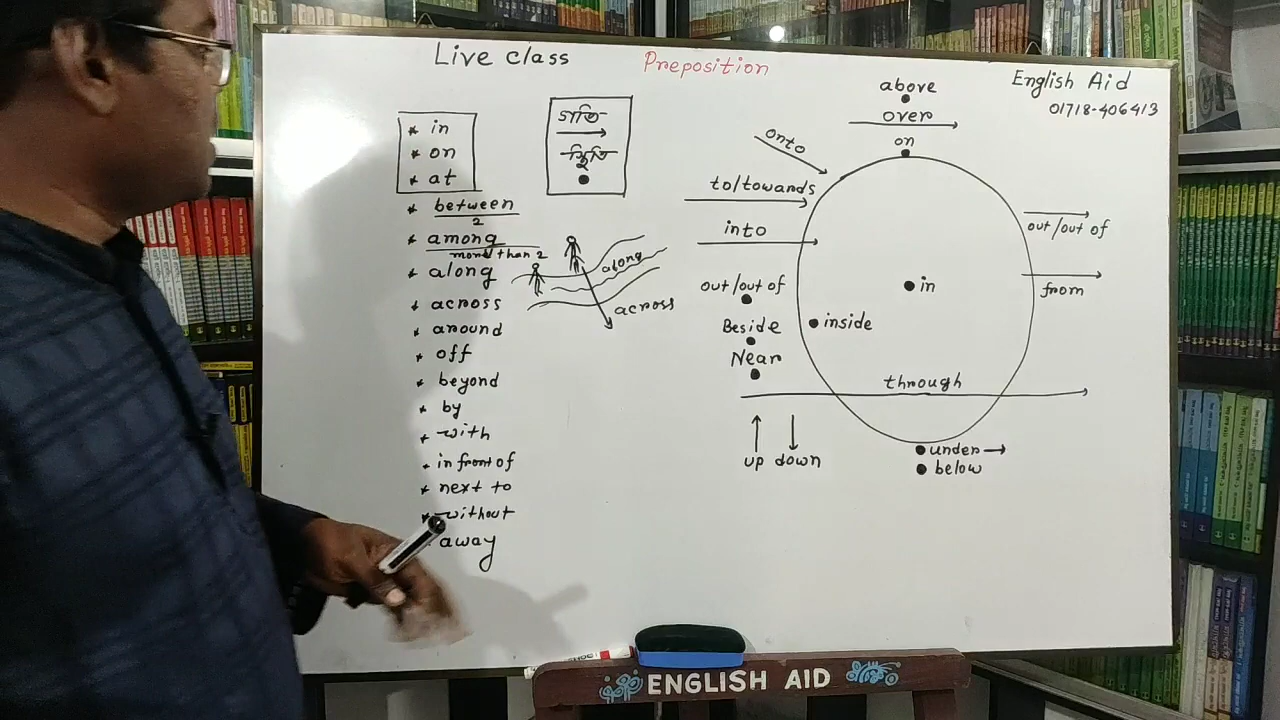 Live class
Preposition
English Aid
01718-406413
* in
* on
* at
* between
2
* among
more than 2
* along
* across
* around
* off
* beyond
* by
* with
* in front of
* next to
* without
* away
গতি
স্থিতি
along
across
above
over
on
onto
to/towards
into
out/out of
Beside
Near
in
inside
out/out of
from
through
up down
under
below
ENGLISH AID